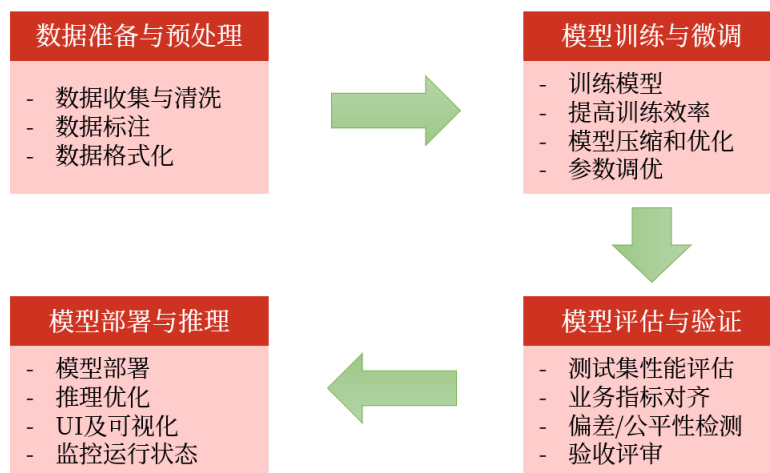 数据准备与预处理
- 数据收集与清洗
- 数据标注
- 数据格式化
模型训练与微调
- 训练模型
- 提高训练效率
- 模型压缩和优化
- 参数调优
模型评估与验证
- 测试集性能评估
- 业务指标对齐
- 偏差/公平性检测
- 验收评审
模型部署与推理
- 模型部署
- 推理优化
- UI及可视化
- 监控运行状态